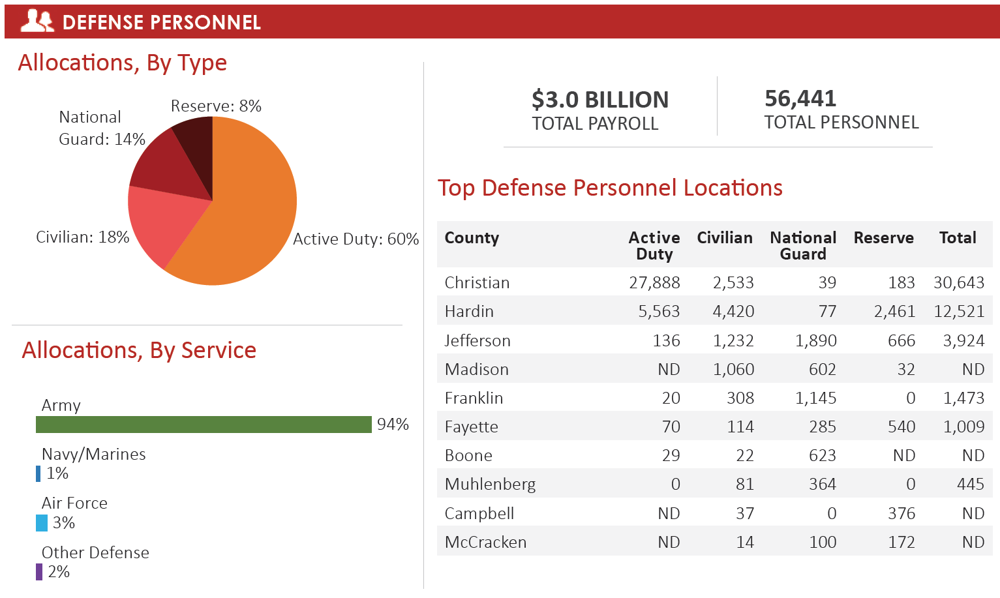 DEFENSE PERSONNEL
Allocations, By Type
Reserve: 8%
National
Guard: 14%
Civilian: 18%
Active Duty: 60%
Allocations, By Service
Army
94%
Navy/Marines
1%
Air Force
3%
Other Defense
2%
$3.0 BILLION
TOTAL PAYROLL
56,441
TOTAL PERSONNEL
Top Defense Personnel Locations
County Active Duty Civilian National Guard Reserve Total
Christian 27,888 2,533 39 183 30,643
Hardin 5,563 4,420 77 2,461 12,521
Jefferson 136 1,232 1,890 666 3,924
Madison ND 1,060 602 32 ND
Franklin 20 308 1,145 0 1,473
Fayette 70 114 285 540 1,009
Boone 29 22 623 ND ND
Muhlenberg 0 81 364 0 445
Campbell ND 37 0 376 ND
McCracken ND 14 100 172 ND